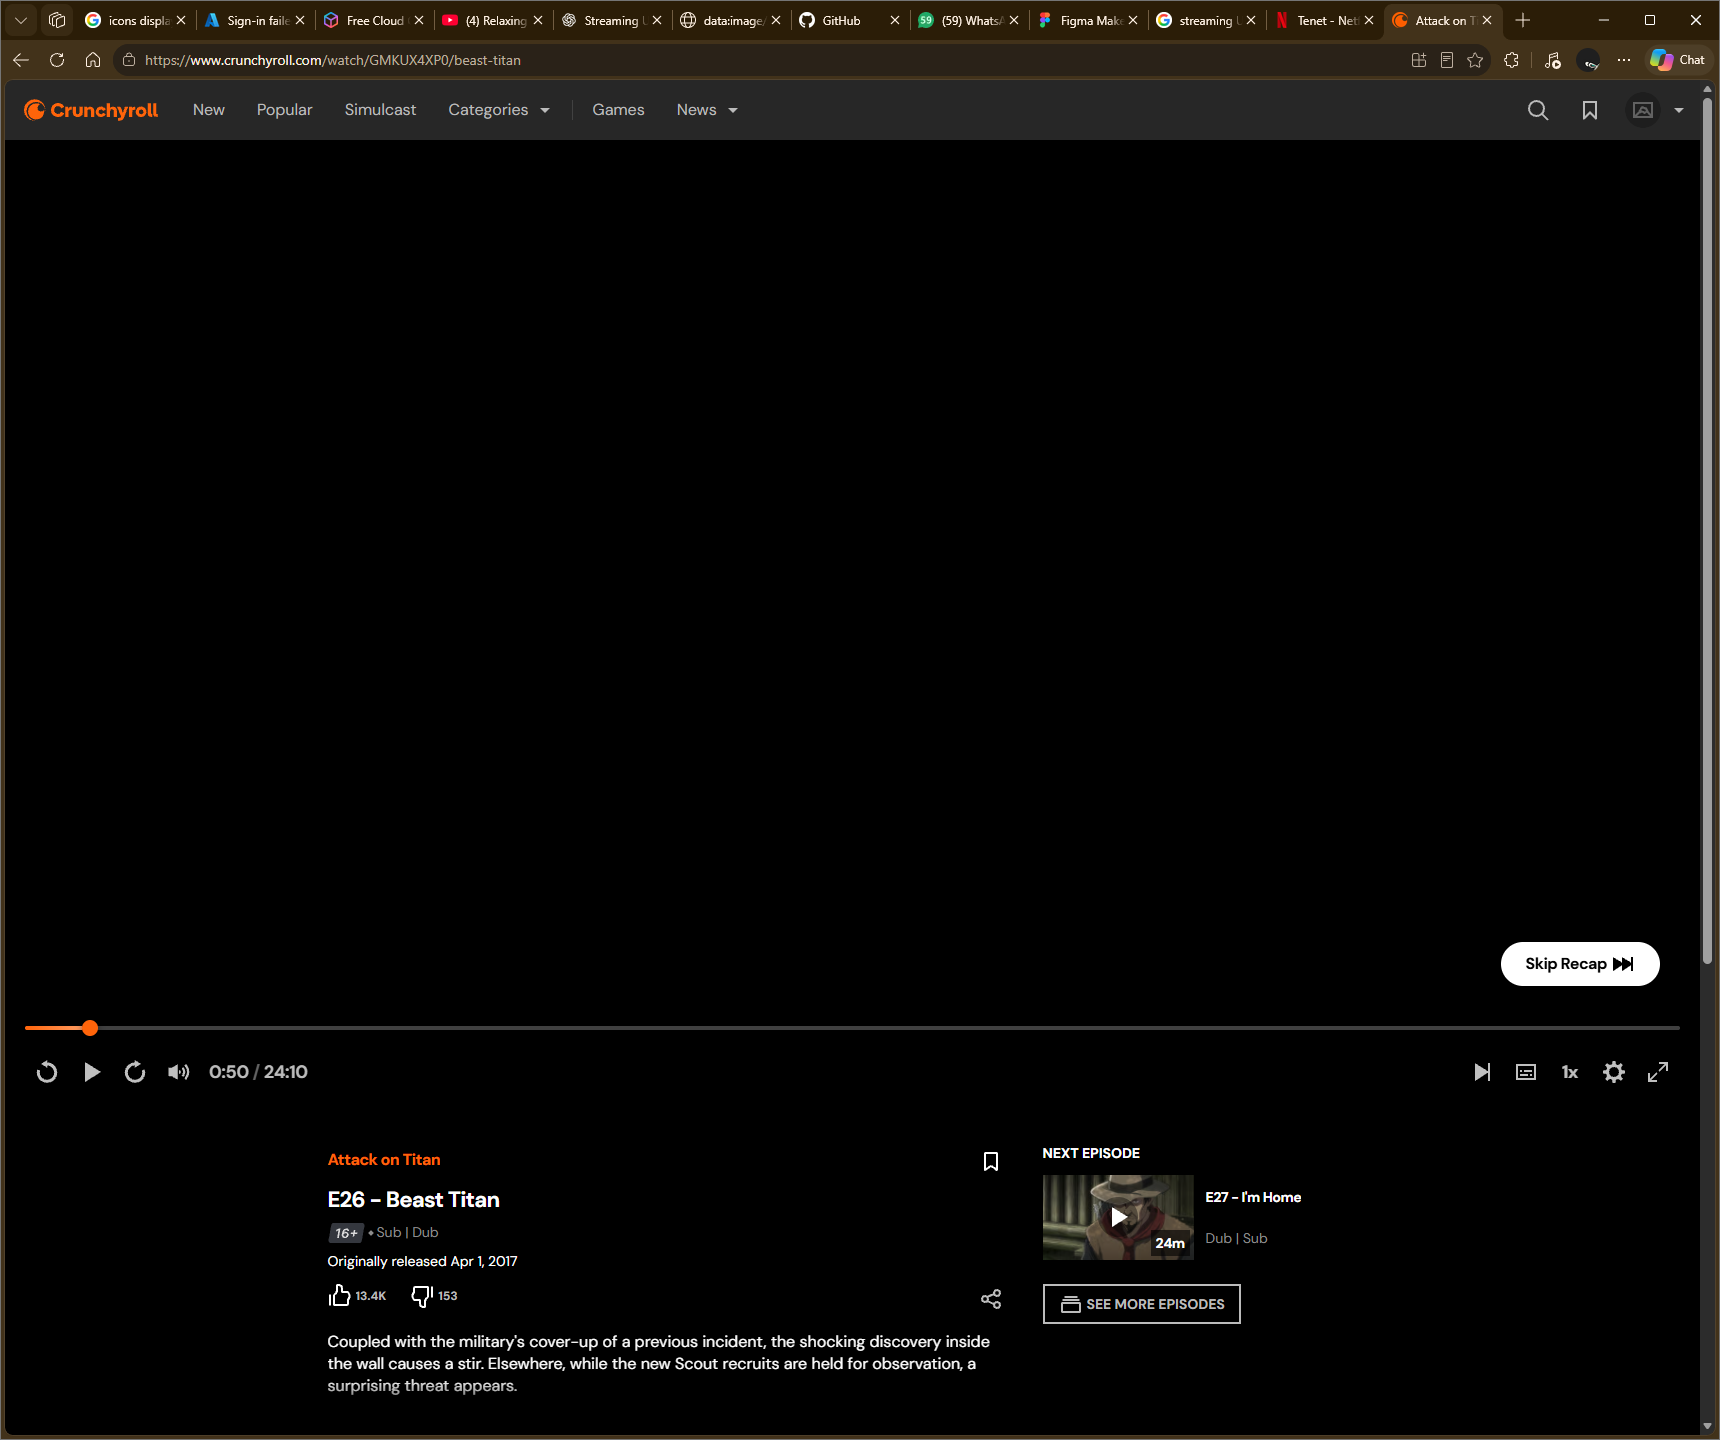 icons displa
Sign-in faile
Free Cloud
(4) Relaxing
Streaming U
data:image/
GitHub
(59) WhatsA
Figma Make
streaming U
Tenet - Netf
Attack on T
https://www.crunchyroll.com/watch/GMKUX4XP0/beast-titan
Chat
Crunchyroll
New
Popular
Simulcast
Categories
Games
News
Skip Recap
0:50 / 24:10
1x
Attack on Titan
E26 - Beast Titan
16+ • Sub | Dub
Originally released Apr 1, 2017
13.4K
153
Coupled with the military's cover-up of a previous incident, the shocking discovery inside
the wall causes a stir. Elsewhere, while the new Scout recruits are held for observation, a
surprising threat appears.
NEXT EPISODE
24m
E27 - I'm Home
Dub | Sub
SEE MORE EPISODES